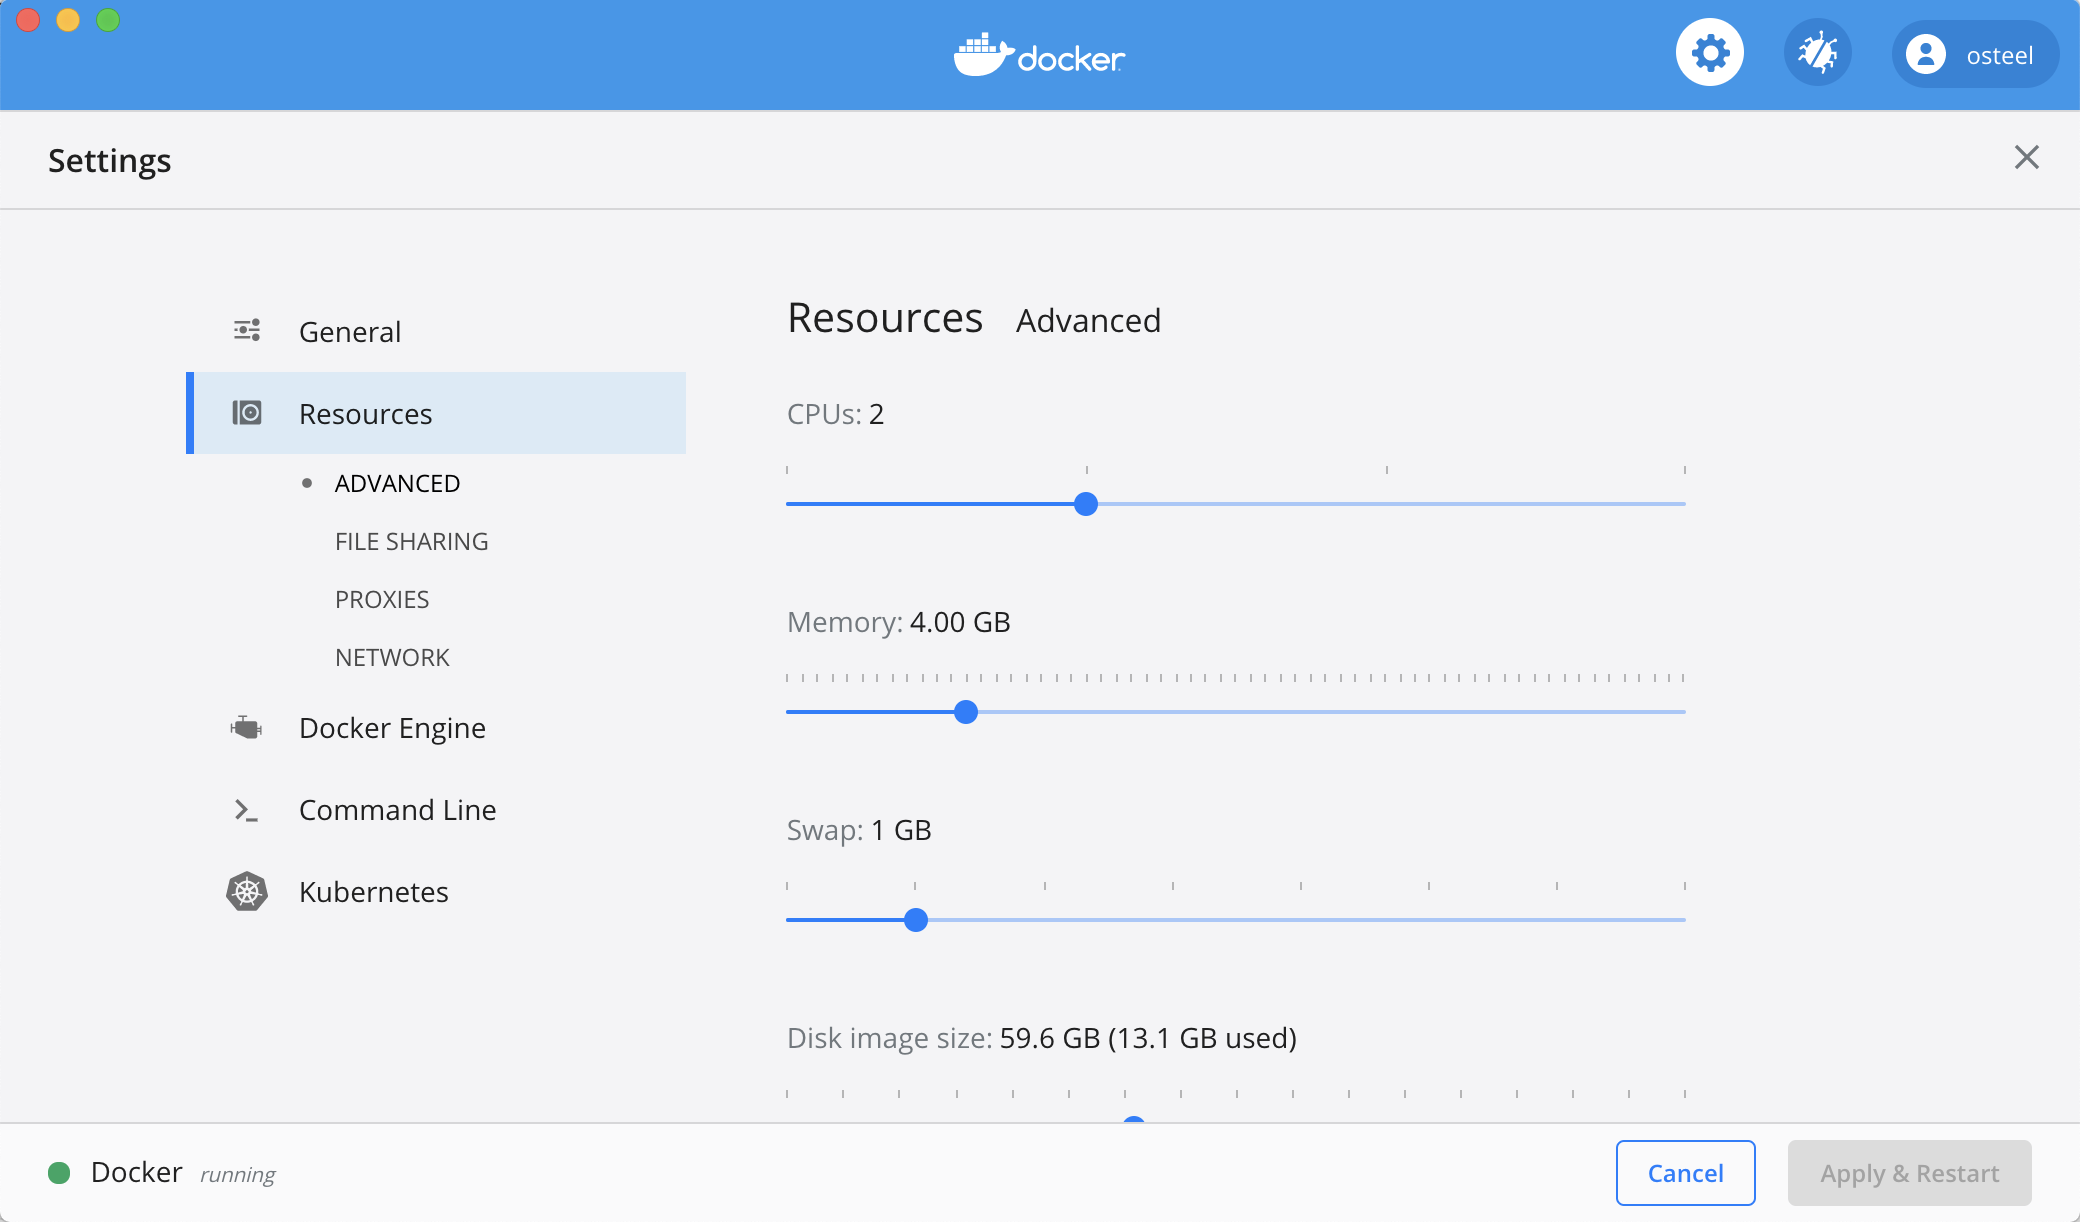 docker
osteel
Settings
General
Resources
ADVANCED
FILE SHARING
PROXIES
NETWORK
Docker Engine
Command Line
Kubernetes
Resources Advanced
CPUs: 2
Memory: 4.00 GB
Swap: 1 GB
Disk image size: 59.6 GB (13.1 GB used)
Docker running
Cancel
Apply & Restart